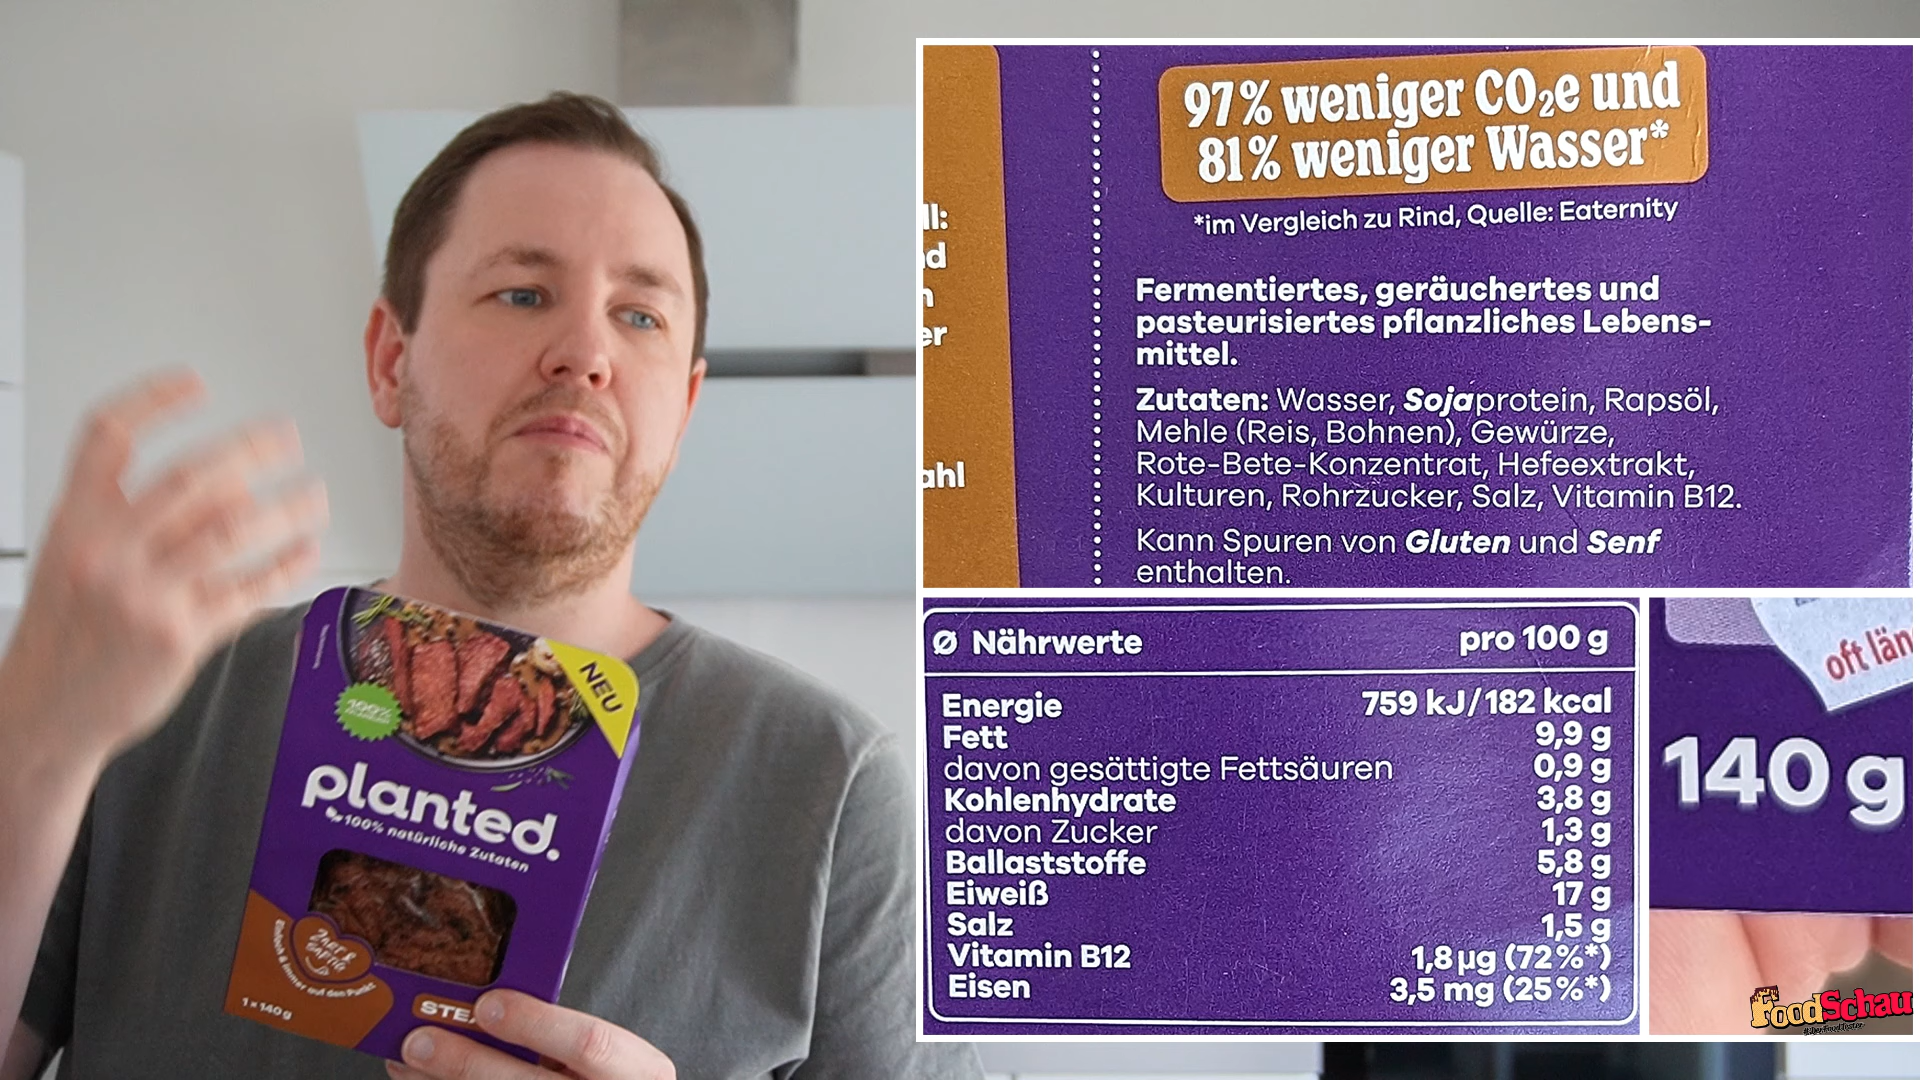 NEU
100%
planted.
100% natürliche Zutaten
ZART &
SAFTIG
1 x 140 g
97% weniger CO₂e und
81% weniger Wasser*
*im Vergleich zu Rind, Quelle: Eaternity
Fermentiertes, geräuchertes und
pasteurisiertes pflanzliches Lebens-
mittel.
Zutaten: Wasser, Sojaprotein, Rapsöl,
Mehle (Reis, Bohnen), Gewürze,
Rote-Bete-Konzentrat, Hefeextrakt,
Kulturen, Rohrzucker, Salz, Vitamin B12.
Kann Spuren von Gluten und Senf
enthalten.
Ø Nährwerte pro 100 g
Energie 759 kJ/182 kcal
Fett 9,9 g
davon gesättigte Fettsäuren 0,9 g
Kohlenhydrate 3,8 g
davon Zucker 1,3 g
Ballaststoffe 5,8 g
Eiweiß 17 g
Salz 1,5 g
Vitamin B12 1,8 µg (72%*)
Eisen 3,5 mg (25%*)
oft län
140 g
FoodSchau